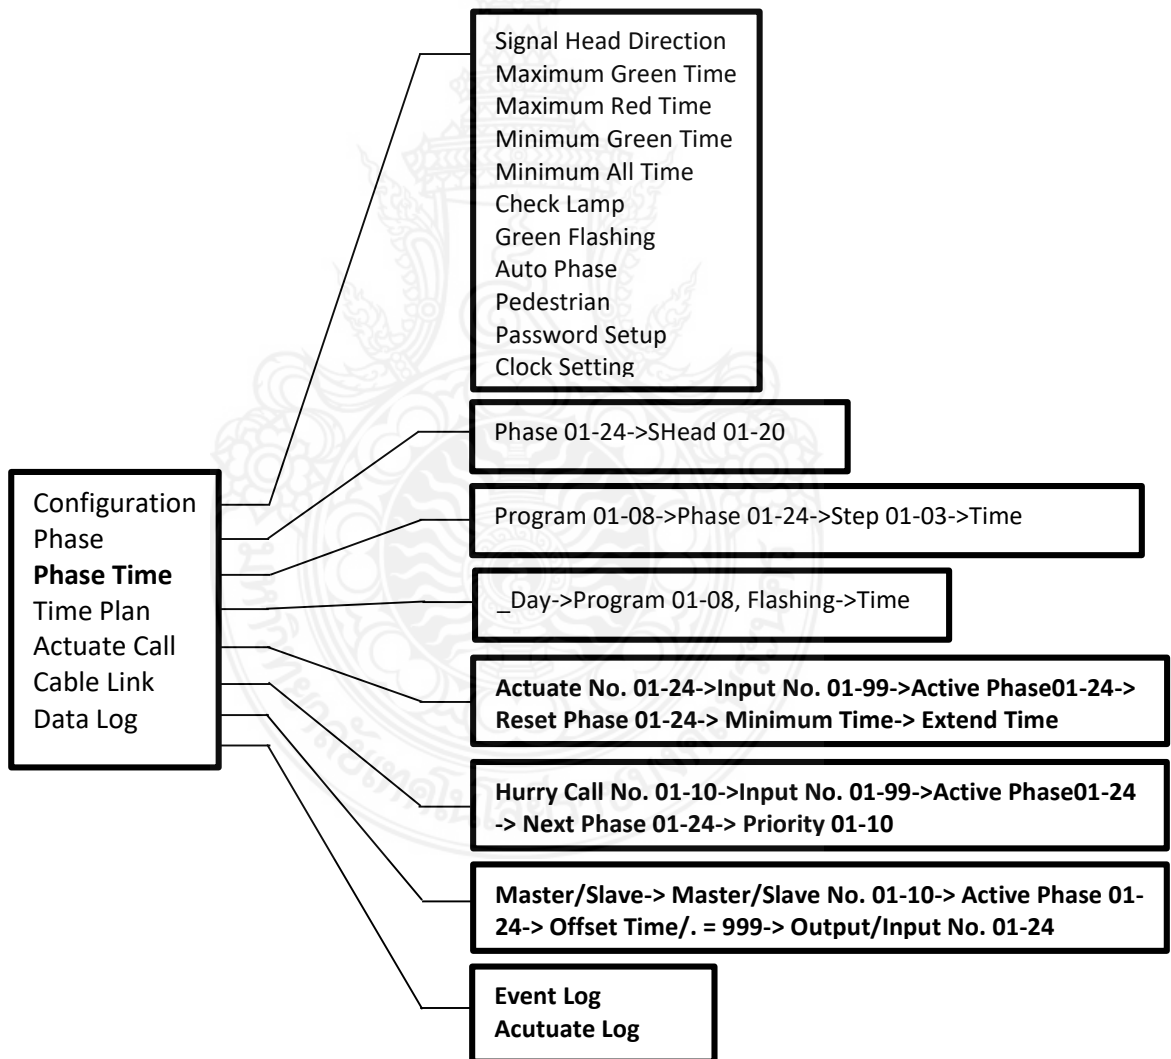 Signal Head Direction
Maximum Green Time
Maximum Red Time
Minimum Green Time
Minimum All Time
Check Lamp
Green Flashing
Auto Phase
Pedestrian
Password Setup
Clock Setting
Phase 01-24->SHead 01-20
Configuration
Phase
Phase Time
Time Plan
Actuate Call
Cable Link
Data Log
Program 01-08->Phase 01-24->Step 01-03->Time
_Day->Program 01-08, Flashing->Time
Actuate No. 01-24->Input No. 01-99->Active Phase01-24->
Reset Phase 01-24-> Minimum Time-> Extend Time
Hurry Call No. 01-10->Input No. 01-99->Active Phase01-24
-> Next Phase 01-24-> Priority 01-10
Master/Slave-> Master/Slave No. 01-10-> Active Phase 01-
24-> Offset Time/. = 999-> Output/Input No. 01-24
Event Log
Acutuate Log